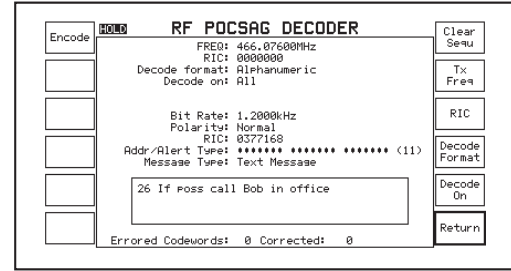 Encode
HOLD RF POCSAG DECODER
FREQ: 466.07600MHz
RIC: 0000000
Decode format: Alphanumeric
Decode on: All
Bit Rate: 1.2000kHz
Polarity: Normal
RIC: 0377168
Addr/Alert Type: ♦♦♦♦♦♦♦ ♦♦♦♦♦♦♦ ♦♦♦♦♦♦♦ (11)
Message Type: Text Message
26 If poss call Bob in office
Errored Codewords: 0 Corrected: 0
Clear
Sequ
Tx
Freq
RIC
Decode
Format
Decode
On
Return